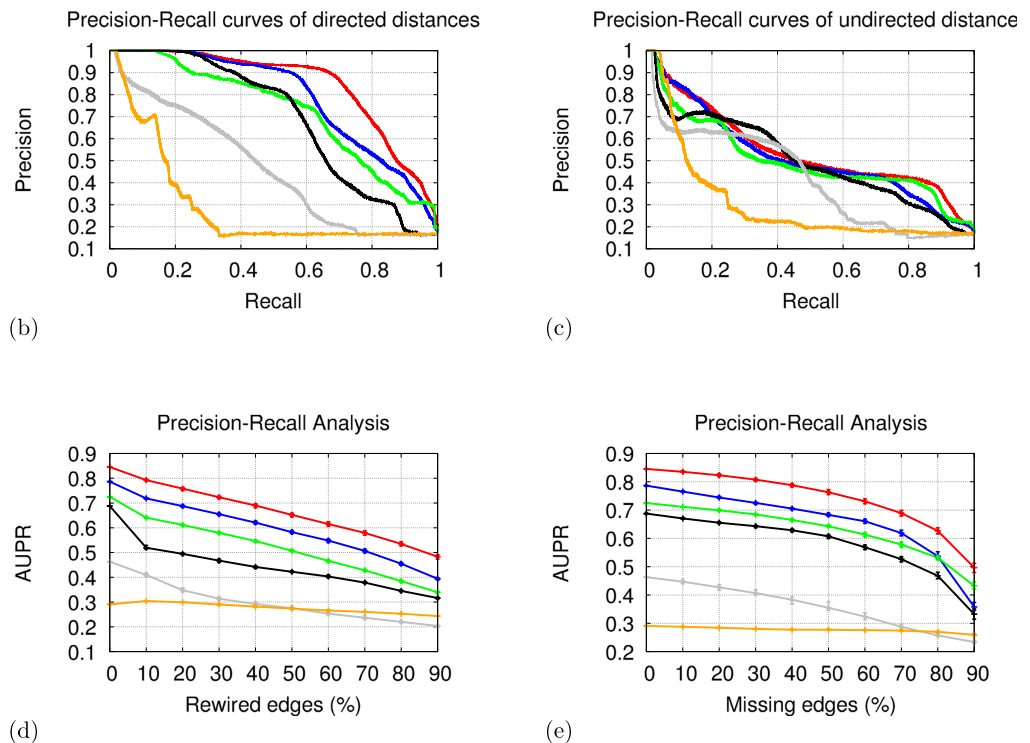 Precision-Recall curves of directed distances
1
0.9
0.8
0.7
0.6
0.5
0.4
0.3
0.2
0.1
Precision
0 0.2 0.4 0.6 0.8 1
Recall
(b)
Precision-Recall curves of undirected distance
1
0.9
0.8
0.7
0.6
0.5
0.4
0.3
0.2
0.1
Precision
0 0.2 0.4 0.6 0.8 1
Recall
(c)
Precision-Recall Analysis
0.9
0.8
0.7
0.6
0.5
0.4
0.3
0.2
0.1
AUPR
0 10 20 30 40 50 60 70 80 90
Rewired edges (%)
(d)
Precision-Recall Analysis
0.9
0.8
0.7
0.6
0.5
0.4
0.3
0.2
AUPR
0 10 20 30 40 50 60 70 80 90
Missing edges (%)
(e)